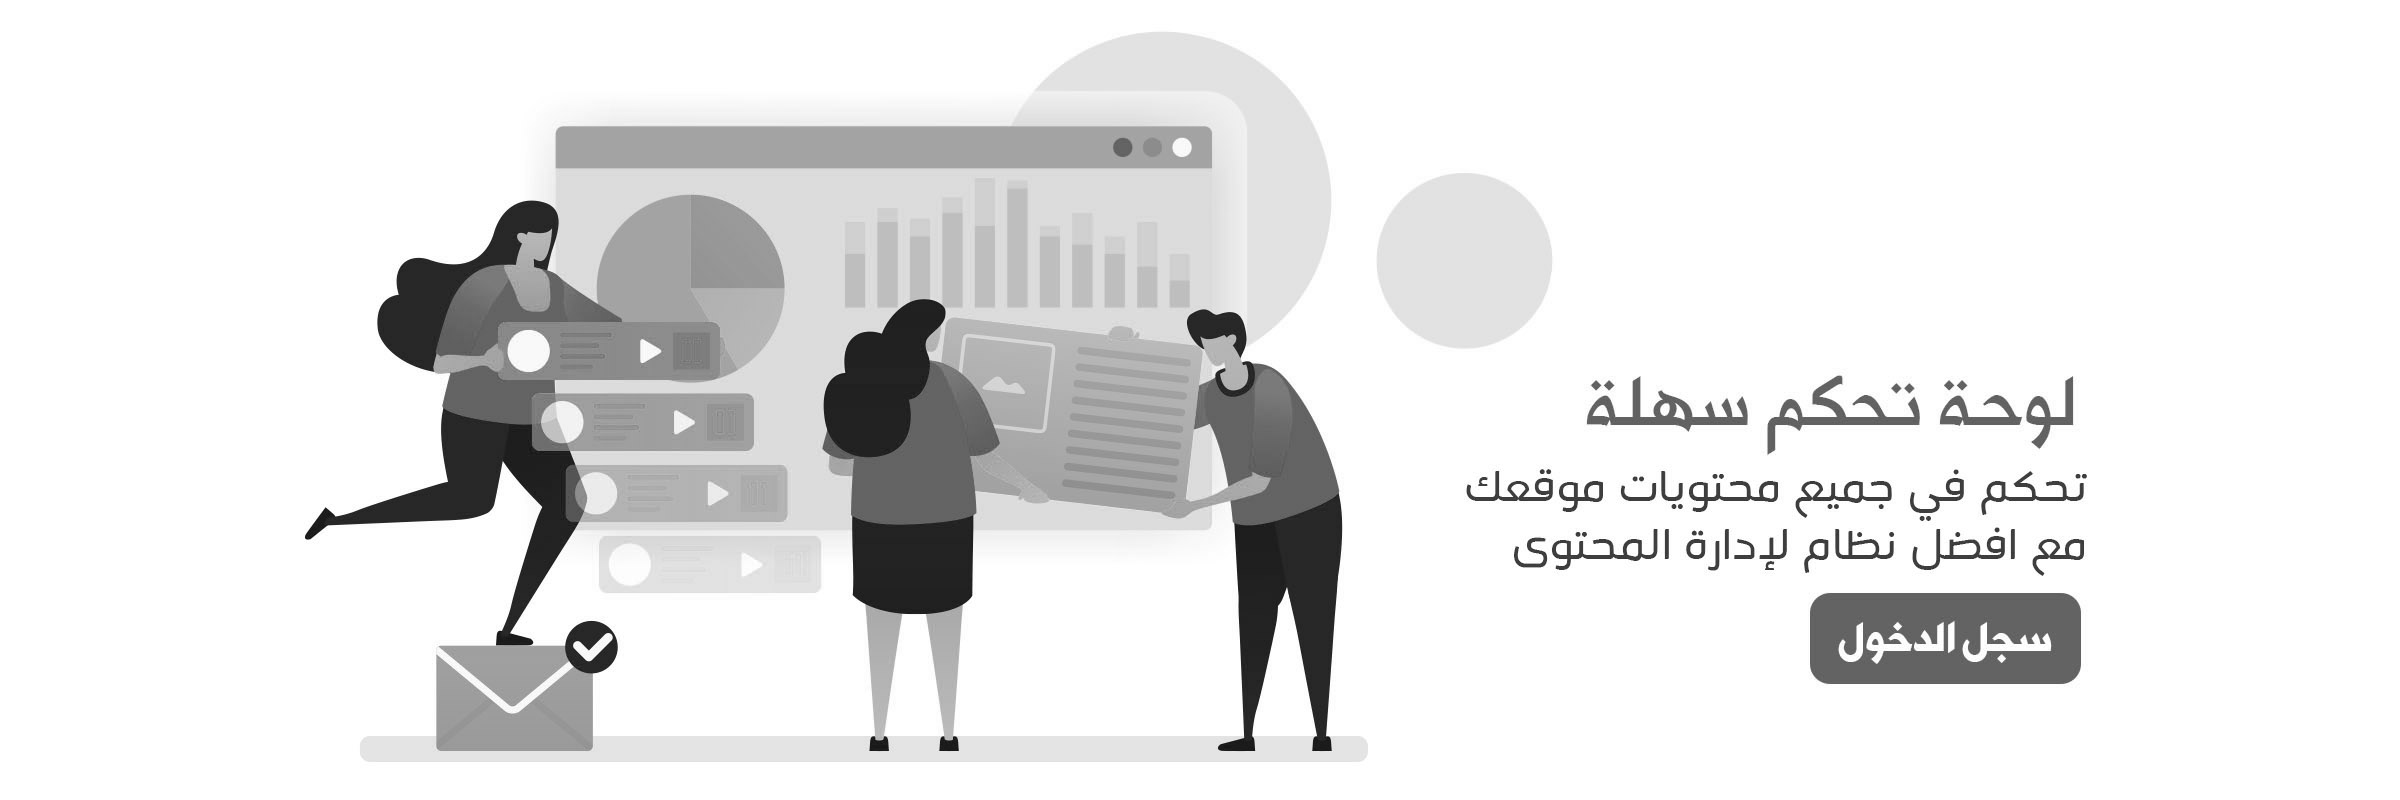 لوحة تحكم سهلة
تحكم في جميع محتويات موقعك
مع افضل نظام لإدارة المحتوى
سجل الدخول